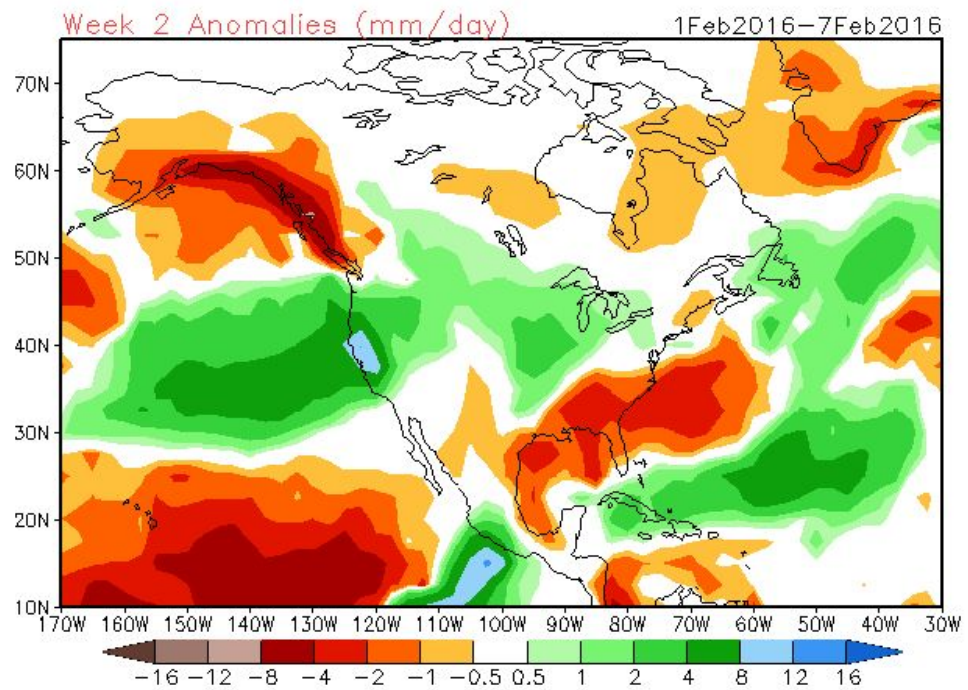 Week 2 Anomalies (mm/day) 1Feb2016-7Feb2016
70N
60N
50N
40N
30N
20N
10N
170W 160W 150W 140W 130W 120W 110W 100W 90W 80W 70W 60W 50W 40W 30W
-16 -12 -8 -4 -2 -1 -0.5 0.5 1 2 4 8 12 16